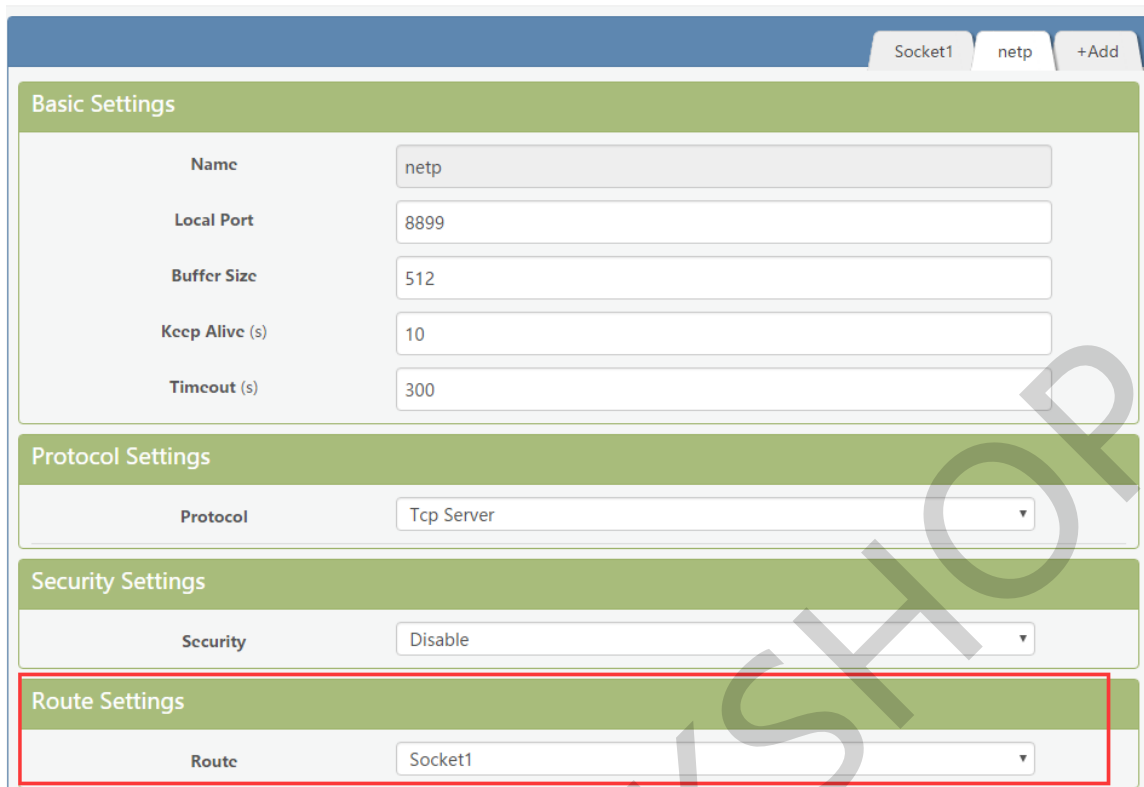 Socket1 netp +Add
Basic Settings
Name netp
Local Port 8899
Buffer Size 512
Keep Alive (s) 10
Timeout (s) 300
Protocol Settings
Protocol Tcp Server
Security Settings
Security Disable
Route Settings
Route Socket1
SHOP